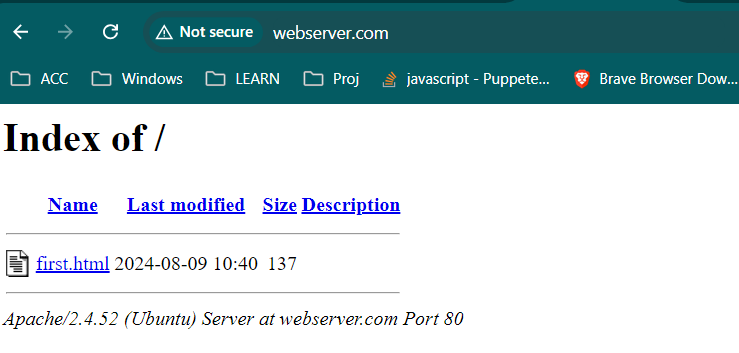 Not secure webserver.com
ACC Windows LEARN Proj javascript - Puppete... Brave Browser Dow...
Index of /
Name Last modified Size Description
first.html 2024-08-09 10:40 137
Apache/2.4.52 (Ubuntu) Server at webserver.com Port 80